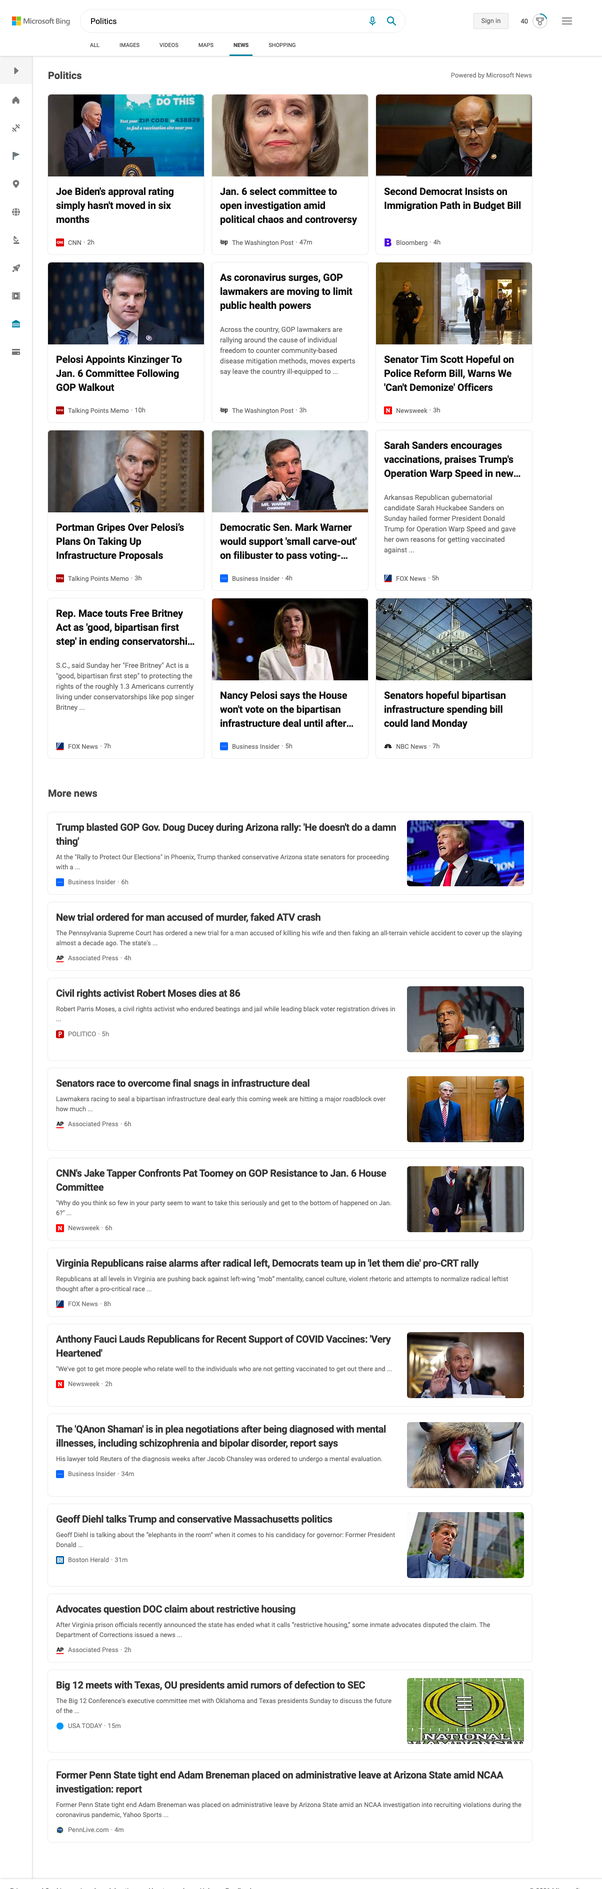 Microsoft Bing
Politics
Sign in
40
ALL
IMAGES
VIDEOS
MAPS
NEWS
SHOPPING
Politics
Powered by Microsoft News
DO THIS
ZIP CODE
438829
to find a vaccination site near you
Joe Biden's approval rating
simply hasn't moved in six
months
CNN · 2h
Jan. 6 select committee to
open investigation amid
political chaos and controversy
wp The Washington Post · 47m
Second Democrat Insists on
Immigration Path in Budget Bill
B Bloomberg · 4h
Pelosi Appoints Kinzinger To
Jan. 6 Committee Following
GOP Walkout
Talking Points Memo · 10h
As coronavirus surges, GOP
lawmakers are moving to limit
public health powers
Across the country, GOP lawmakers are
rallying around the cause of individual
freedom to counter community-based
disease mitigation methods, moves experts
say leave the country ill-equipped to ...
wp The Washington Post · 3h
Senator Tim Scott Hopeful on
Police Reform Bill, Warns We
'Can't Demonize' Officers
N Newsweek · 3h
Portman Gripes Over Pelosi's
Plans On Taking Up
Infrastructure Proposals
Talking Points Memo · 3h
MR. WARNER
Democratic Sen. Mark Warner
would support 'small carve-out'
on filibuster to pass voting-...
Business Insider · 4h
Sarah Sanders encourages
vaccinations, praises Trump's
Operation Warp Speed in new...
Arkansas Republican gubernatorial
candidate Sarah Huckabee Sanders on
Sunday hailed former President Donald
Trump for Operation Warp Speed and gave
her own reasons for getting vaccinated
against ...
FOX News · 5h
Rep. Mace touts Free Britney
Act as 'good, bipartisan first
step' in ending conservatorshi...
S.C., said Sunday her "Free Britney" Act is a
"good, bipartisan first step" to protecting the
rights of the roughly 1.3 Americans currently
living under conservatorships like pop singer
Britney ...
FOX News · 7h
Nancy Pelosi says the House
won't vote on the bipartisan
infrastructure deal until after...
Business Insider · 5h
Senators hopeful bipartisan
infrastructure spending bill
could land Monday
NBC News · 7h
More news
Trump blasted GOP Gov. Doug Ducey during Arizona rally: 'He doesn't do a damn
thing'
At the "Rally to Protect Our Elections" in Phoenix, Trump thanked conservative Arizona state senators for proceeding
with a ...
Business Insider · 6h
New trial ordered for man accused of murder, faked ATV crash
The Pennsylvania Supreme Court has ordered a new trial for a man accused of killing his wife and then faking an all-terrain vehicle accident to cover up the slaying
almost a decade ago. The state's ...
AP Associated Press · 4h
Civil rights activist Robert Moses dies at 86
Robert Parris Moses, a civil rights activist who endured beatings and jail while leading black voter registration drives in
...
P POLITICO · 5h
Senators race to overcome final snags in infrastructure deal
Lawmakers racing to seal a bipartisan infrastructure deal early this coming week are hitting a major roadblock over
how much ...
AP Associated Press · 6h
CNN's Jake Tapper Confronts Pat Toomey on GOP Resistance to Jan. 6 House
Committee
"Why do you think so few in your party seem to want to take this seriously and get to the bottom of happened on Jan.
6?" ...
N Newsweek · 6h
Virginia Republicans raise alarms after radical left, Democrats team up in 'let them die' pro-CRT rally
Republicans at all levels in Virginia are pushing back against left-wing "mob" mentality, cancel culture, violent rhetoric and attempts to normalize radical leftist
thought after a pro-critical race ...
FOX News · 8h
Anthony Fauci Lauds Republicans for Recent Support of COVID Vaccines: 'Very
Heartened'
"We've got to get more people who relate well to the individuals who are not getting vaccinated to get out there and ...
N Newsweek · 2h
The 'QAnon Shaman' is in plea negotiations after being diagnosed with mental
illnesses, including schizophrenia and bipolar disorder, report says
His lawyer told Reuters of the diagnosis weeks after Jacob Chansley was ordered to undergo a mental evaluation.
Business Insider · 34m
Geoff Diehl talks Trump and conservative Massachusetts politics
Geoff Diehl is talking about the "elephants in the room" when it comes to his candidacy for governor: Former President
Donald ...
Boston Herald · 31m
Advocates question DOC claim about restrictive housing
After Virginia prison officials recently announced the state has ended what it calls "restrictive housing," some inmate advocates disputed the claim. The
Department of Corrections issued a news ...
AP Associated Press · 2h
Big 12 meets with Texas, OU presidents amid rumors of defection to SEC
The Big 12 Conference's executive committee met with Oklahoma and Texas presidents Sunday to discuss the future
of the ...
USA TODAY · 15m
NATIONAL
Former Penn State tight end Adam Breneman placed on administrative leave at Arizona State amid NCAA
investigation: report
Former Penn State tight end Adam Breneman was placed on administrative leave by Arizona State amid an NCAA investigation into recruiting violations during the
coronavirus pandemic, Yahoo Sports ...
PennLive.com · 4m